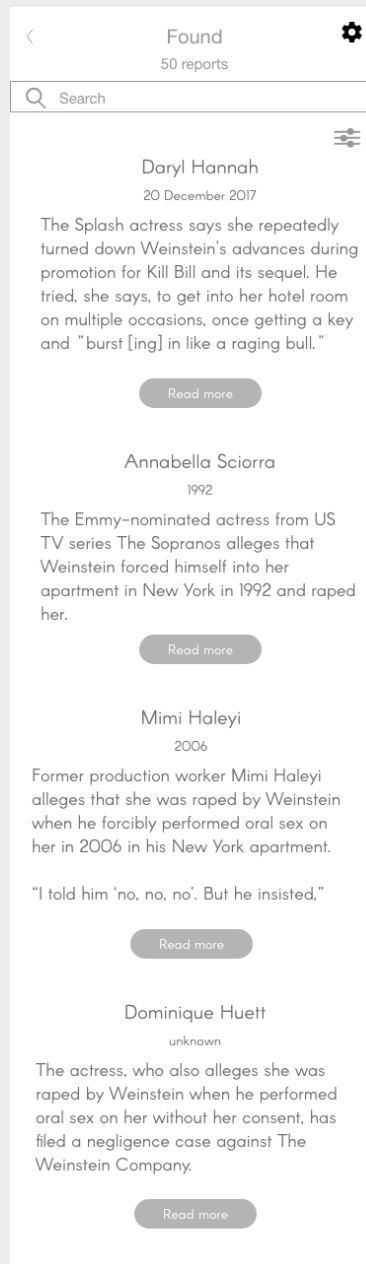 Found
50 reports
Search
Daryl Hannah
20 December 2017
The Splash actress says she repeatedly
turned down Weinstein's advances during
promotion for Kill Bill and its sequel. He
tried, she says, to get into her hotel room
on multiple occasions, once getting a key
and "burst [ing] in like a raging bull."
Read more
Annabella Sciorra
1992
The Emmy-nominated actress from US
TV series The Sopranos alleges that
Weinstein forced himself into her
apartment in New York in 1992 and raped
her.
Read more
Mimi Haleyi
2006
Former production worker Mimi Haleyi
alleges that she was raped by Weinstein
when he forcibly performed oral sex on
her in 2006 in his New York apartment.
“I told him ‘no, no, no’. But he insisted,”
Read more
Dominique Huett
unknown
The actress, who also alleges she was
raped by Weinstein when he performed
oral sex on her without her consent, has
filed a negligence case against The
Weinstein Company.
Read more